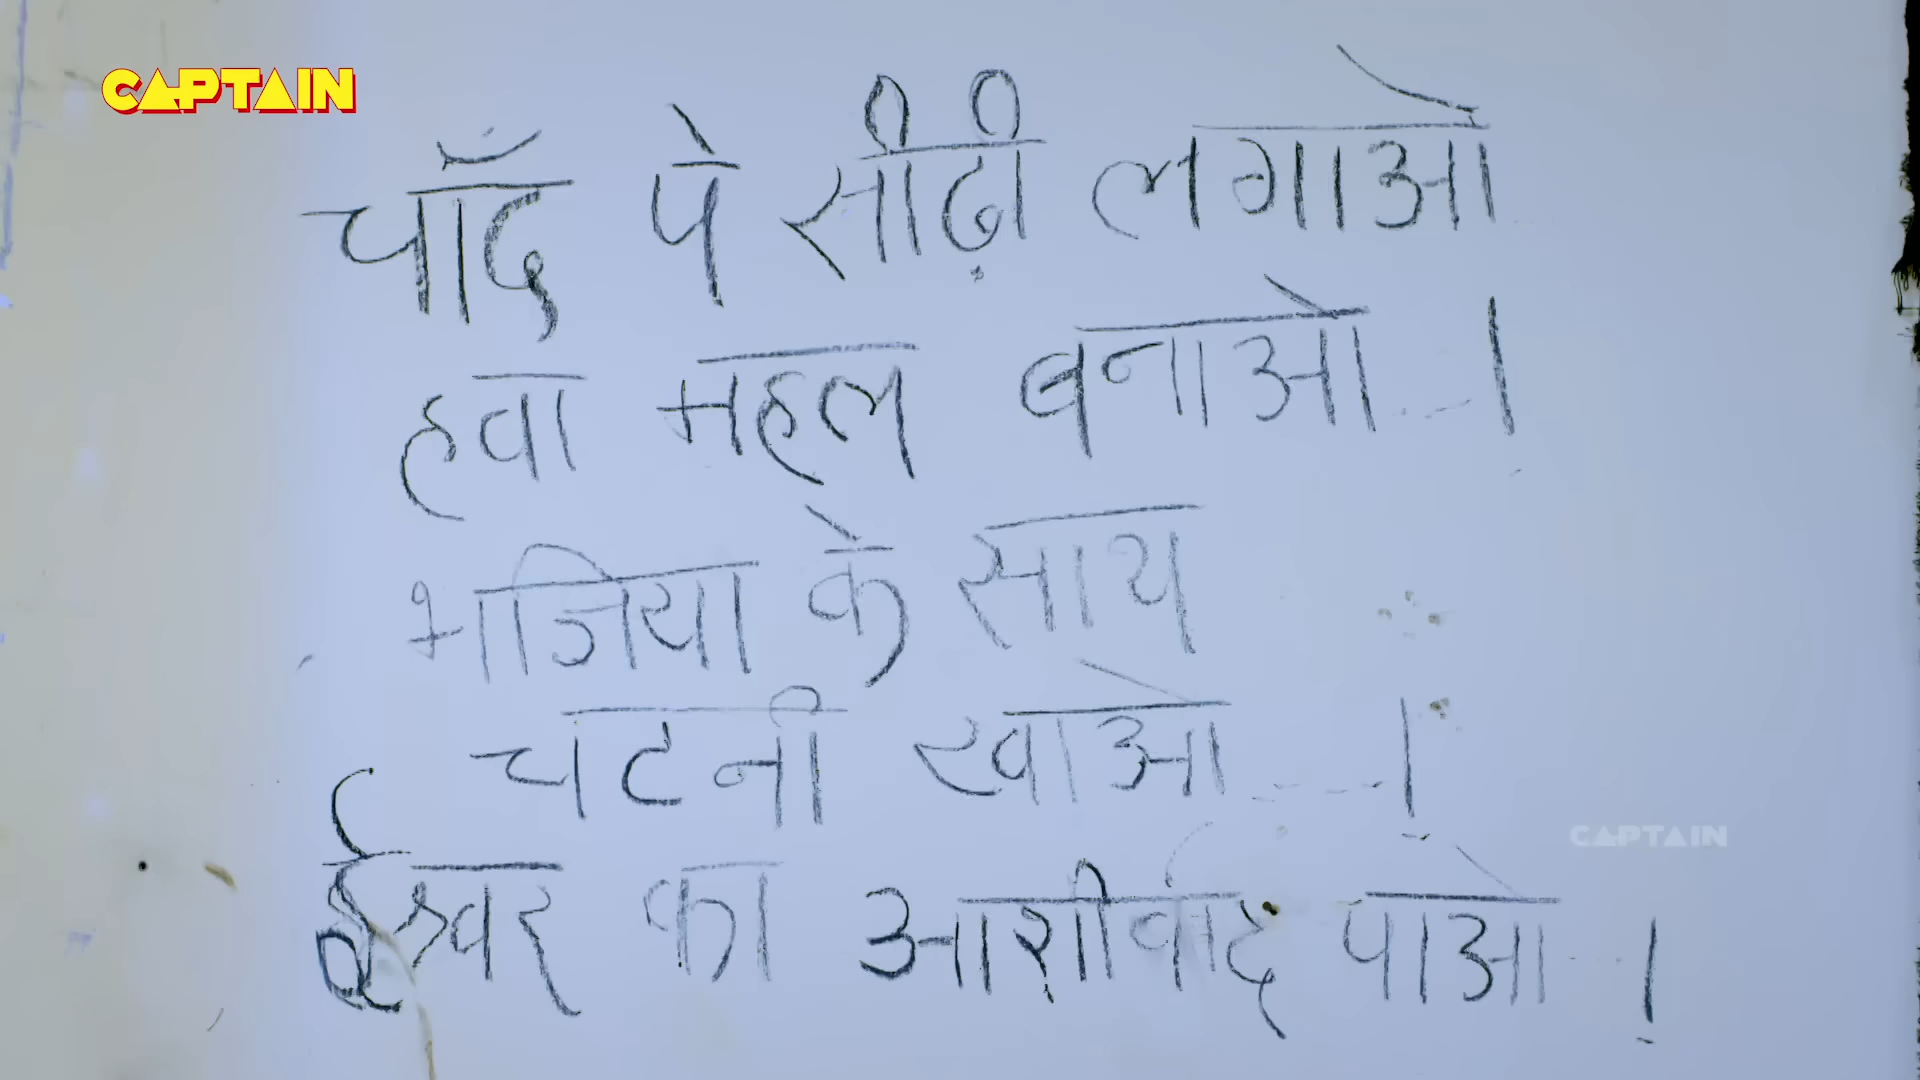 CAPTAIN
चाँद पे सीढ़ी लगाओ
हवा महल बनाओ...!
भजिया के साथ
चटनी खाओ...!
ईश्वर का आशीर्वाद पाओ...!
CAPTAIN